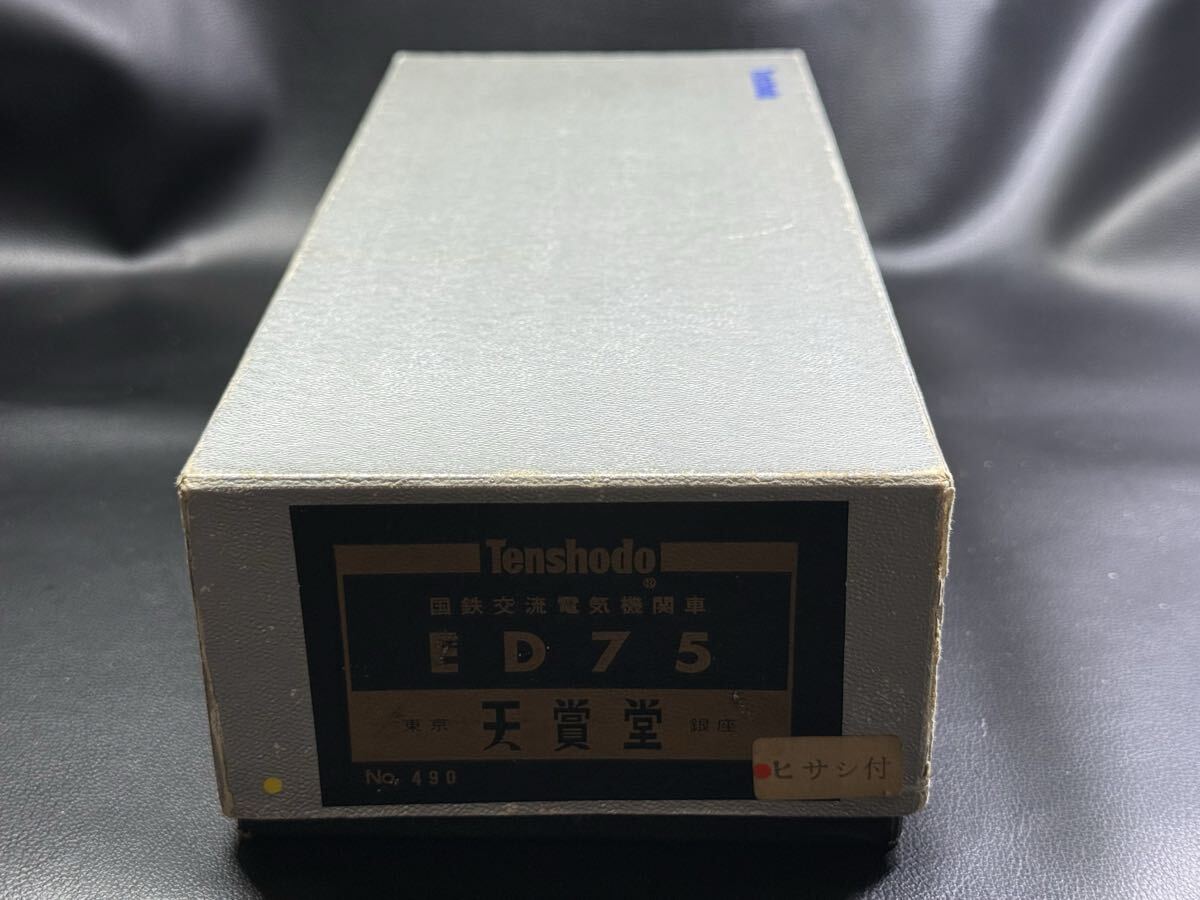 Tenshodo
Tenshodo®
国鉄交流電気機関車
ED75
東京 天賞堂 銀座
No. 490
ヒサシ付